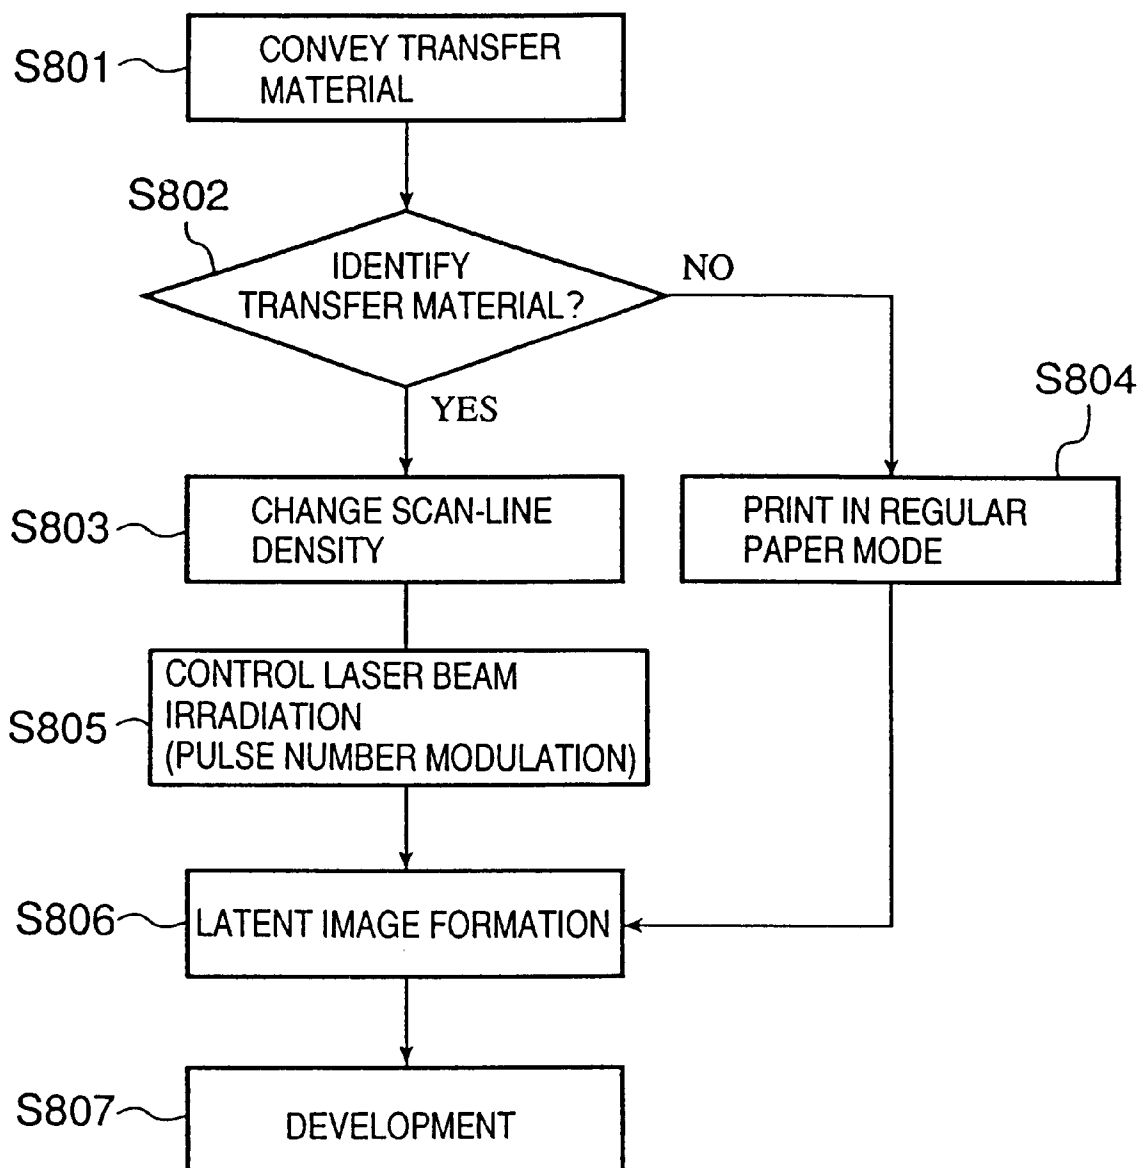 S801
CONVEY TRANSFER
MATERIAL
S802
IDENTIFY
TRANSFER MATERIAL?
NO
YES
S804
S803
CHANGE SCAN-LINE
DENSITY
PRINT IN REGULAR
PAPER MODE
S805
CONTROL LASER BEAM
IRRADIATION
(PULSE NUMBER MODULATION)
S806
LATENT IMAGE FORMATION
S807
DEVELOPMENT